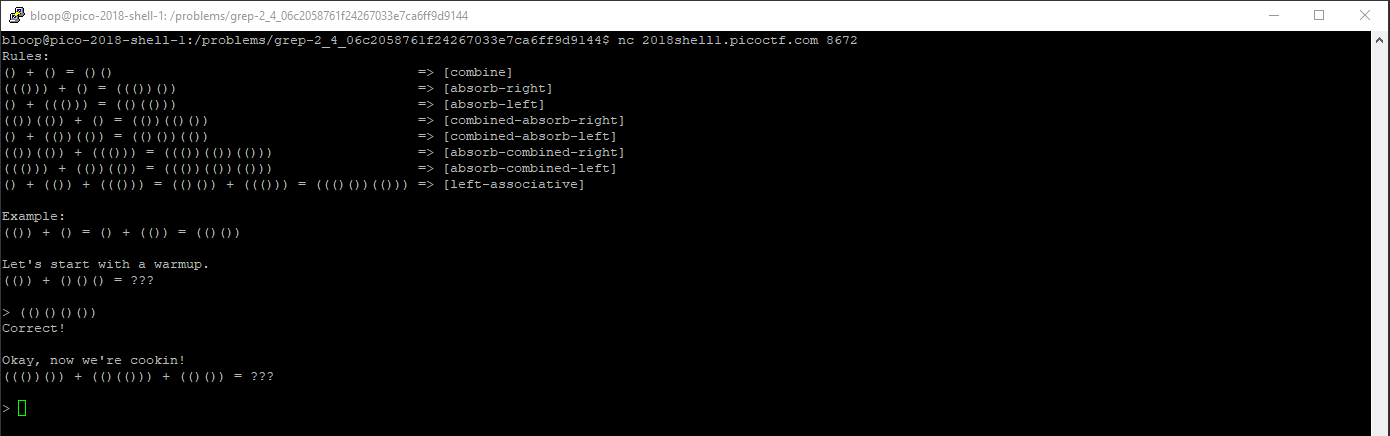 bloop@pico-2018-shell-1: /problems/grep-2_4_06c2058761f24267033e7ca6ff9d9144
bloop@pico-2018-shell-1:/problems/grep-2_4_06c2058761f24267033e7ca6ff9d9144$ nc 2018shell1.picoctf.com 8672
Rules:
() + () = ()()                                    => [combine]
((())) + () = ((())())                            => [absorb-right]
() + ((())) = (()(()))                            => [absorb-left]
(())(()) + () = (())(()())                        => [combined-absorb-right]
() + (())(()) = (()())(())                        => [combined-absorb-left]
(())(()) + ((())) = ((())(())(()))                => [absorb-combined-right]
((())) + (())(()) = ((())(())(()))                => [absorb-combined-left]
() + (()) + ((())) = (()()) + ((())) = ((()())(())) => [left-associative]
Example:
(()) + () = () + (()) = (()())
Let's start with a warmup.
(()) + ()()() = ???
> (()()()())
Correct!
Okay, now we're cookin!
((())()) + (()(())) + (()()) = ???
>